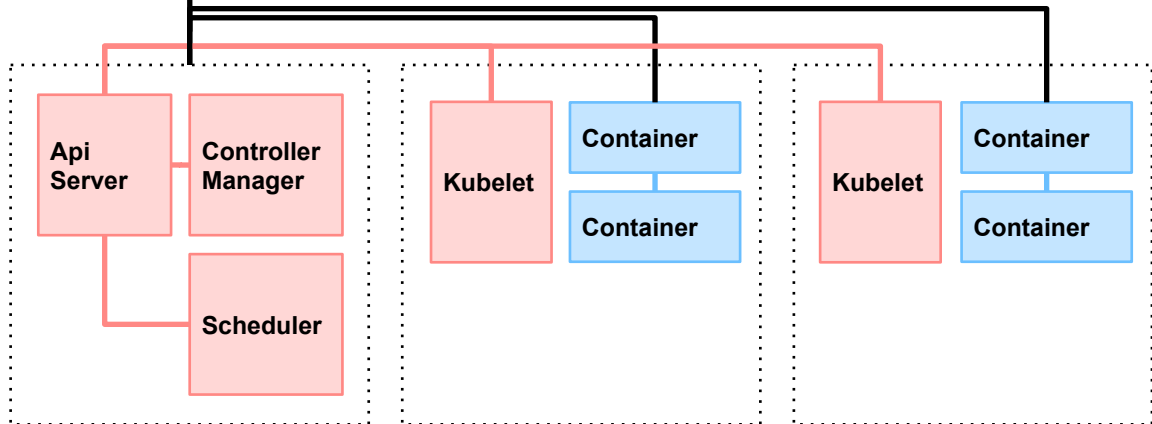 Api
Server
Controller
Manager
Scheduler
Kubelet
Container
Container
Kubelet
Container
Container